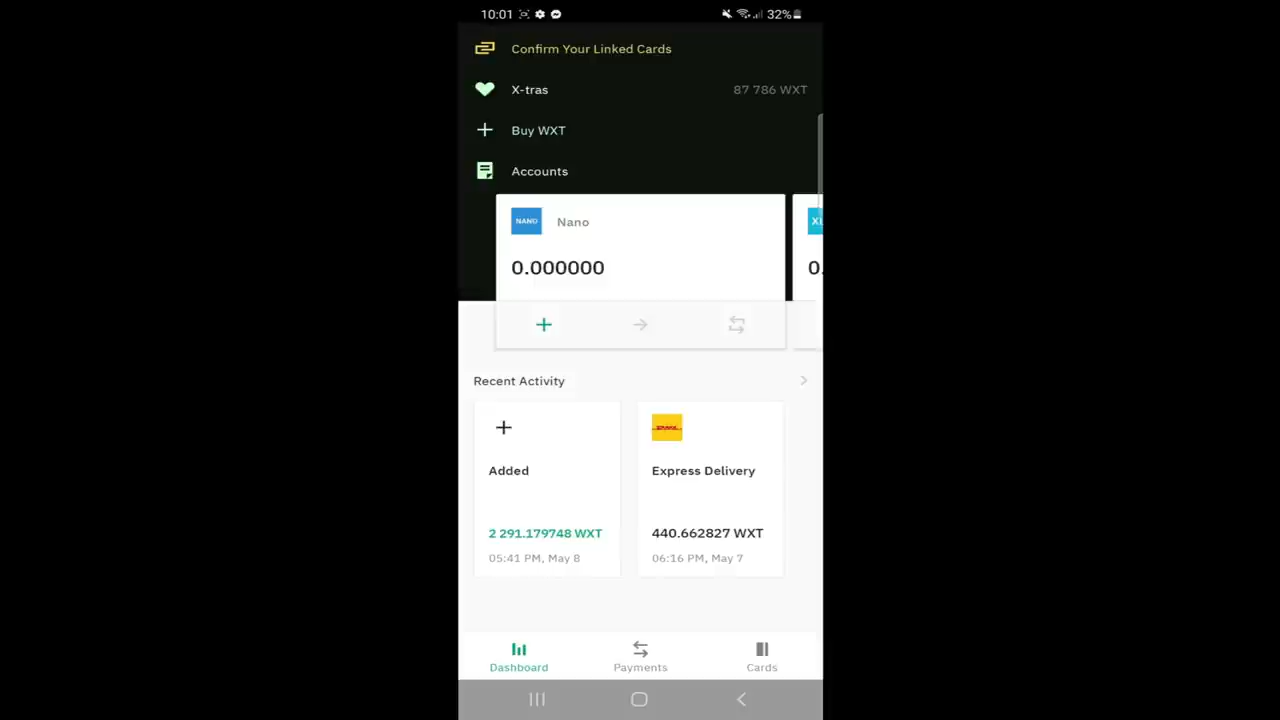 10:01 32%
Confirm Your Linked Cards
X-tras 87 786 WXT
+ Buy WXT
Accounts
NANO Nano XL
0.000000 0.
Recent Activity
Added Express Delivery
2 291.179748 WXT 440.662827 WXT
05:41 PM, May 8 06:16 PM, May 7
Dashboard Payments Cards